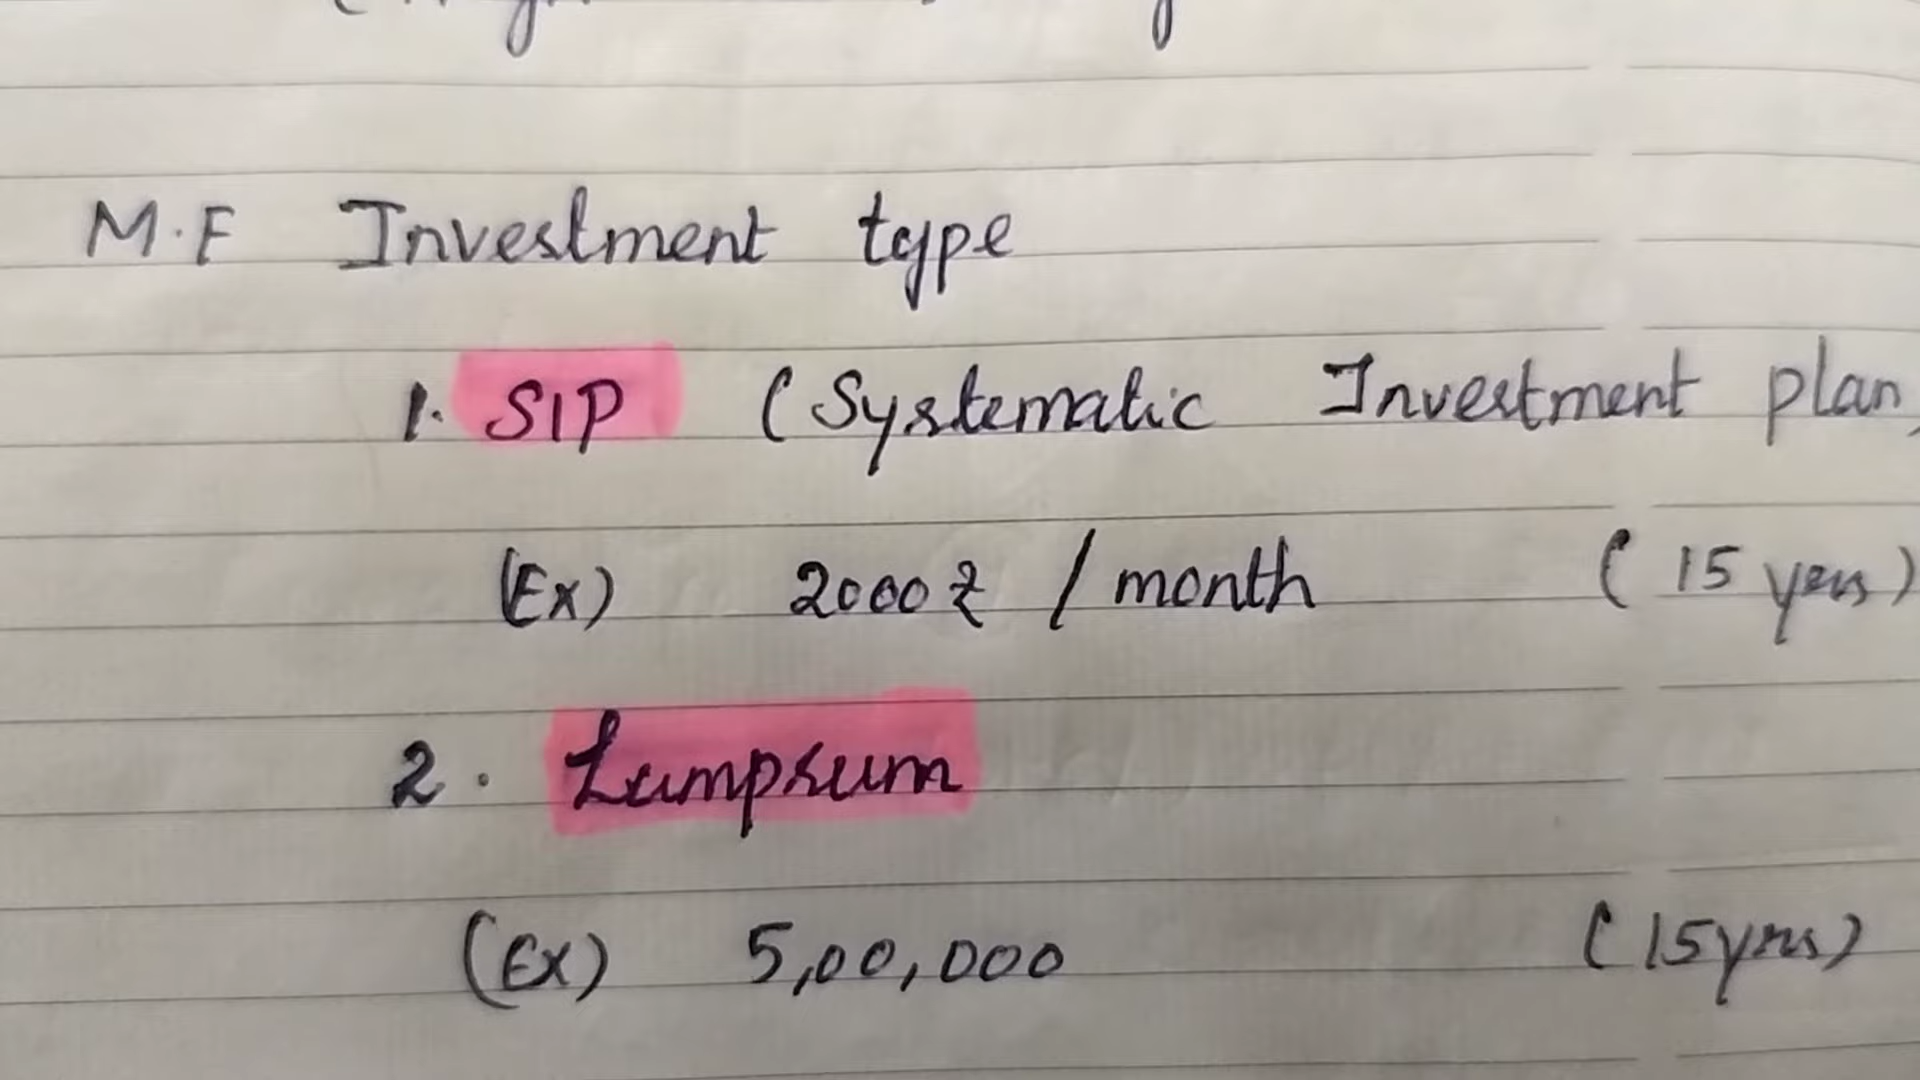 M.F Investment type
1. SIP (Systematic Investment plan)
(Ex) 2000 ₹ / month (15 yrs)
2. Lumpsum
(Ex) 5,00,000 (15yrs)